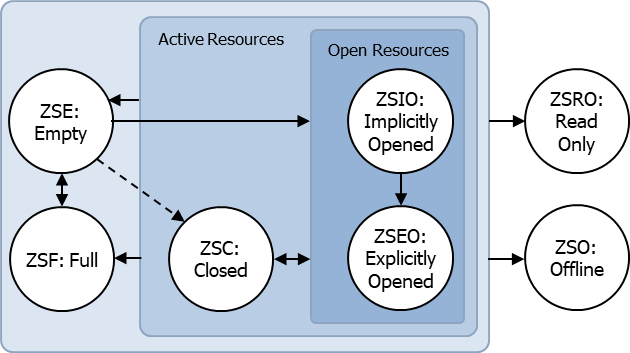 Active Resources
Open Resources
ZSE:
Empty
ZSIO:
Implicitly
Opened
ZSRO:
Read
Only
ZSF: Full
ZSC:
Closed
ZSEO:
Explicitly
Opened
ZSO:
Offline